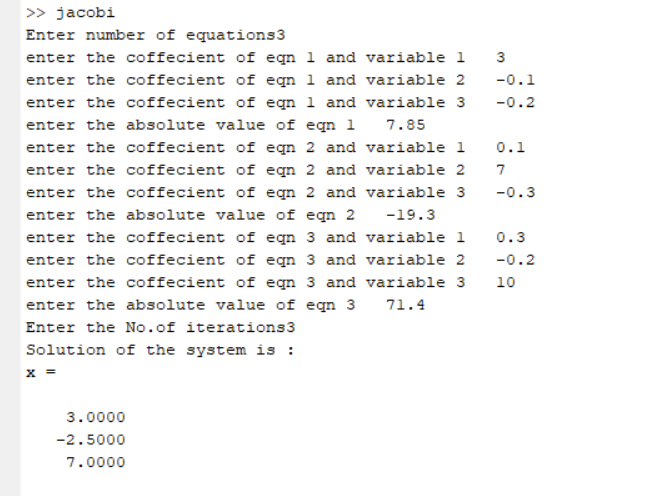 >> jacobi
Enter number of equations3
enter the coffecient of eqn 1 and variable 1   3
enter the coffecient of eqn 1 and variable 2   -0.1
enter the coffecient of eqn 1 and variable 3   -0.2
enter the absolute value of eqn 1   7.85
enter the coffecient of eqn 2 and variable 1   0.1
enter the coffecient of eqn 2 and variable 2   7
enter the coffecient of eqn 2 and variable 3   -0.3
enter the absolute value of eqn 2   -19.3
enter the coffecient of eqn 3 and variable 1   0.3
enter the coffecient of eqn 3 and variable 2   -0.2
enter the coffecient of eqn 3 and variable 3   10
enter the absolute value of eqn 3   71.4
Enter the No.of iterations3
Solution of the system is :
x =
3.0000
-2.5000
7.0000